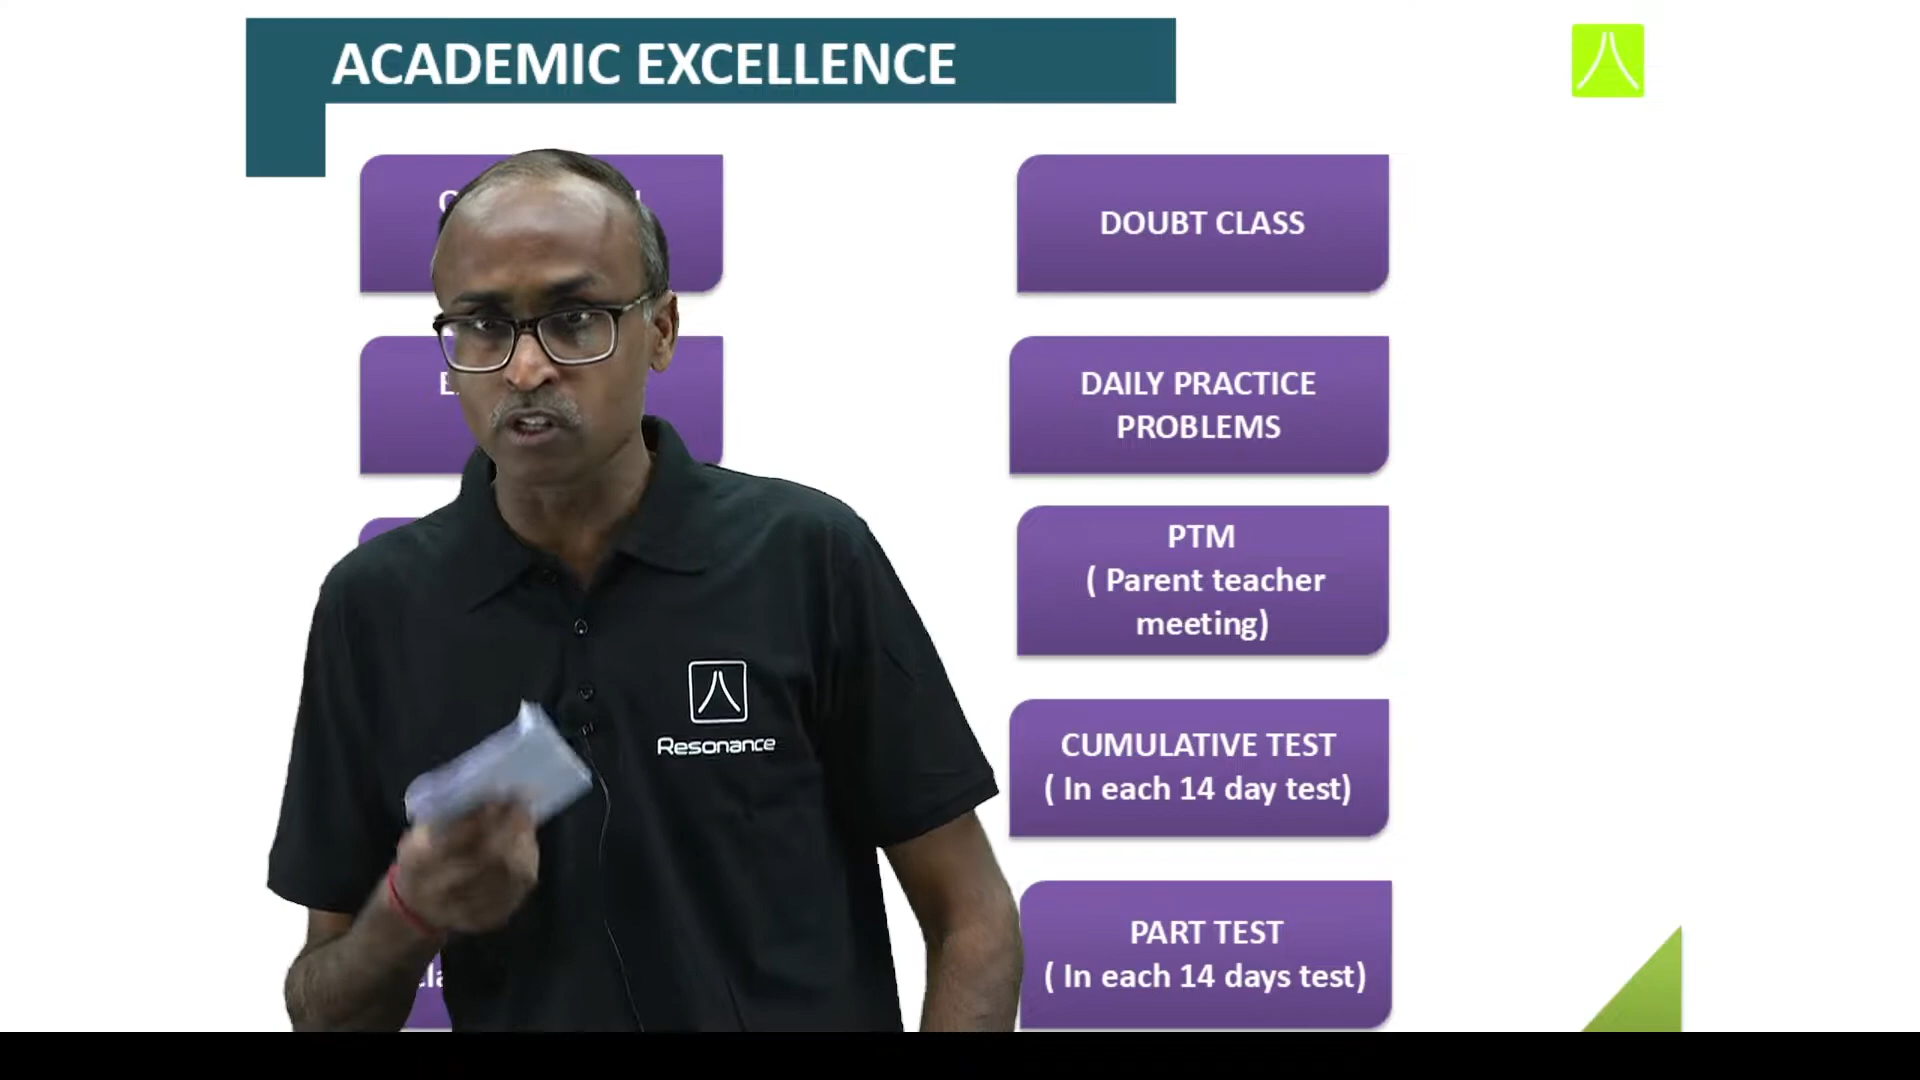 ACADEMIC EXCELLENCE
DOUBT CLASS
DAILY PRACTICE
PROBLEMS
PTM
( Parent teacher
meeting)
CUMULATIVE TEST
( In each 14 day test)
PART TEST
( In each 14 days test)
Resonance